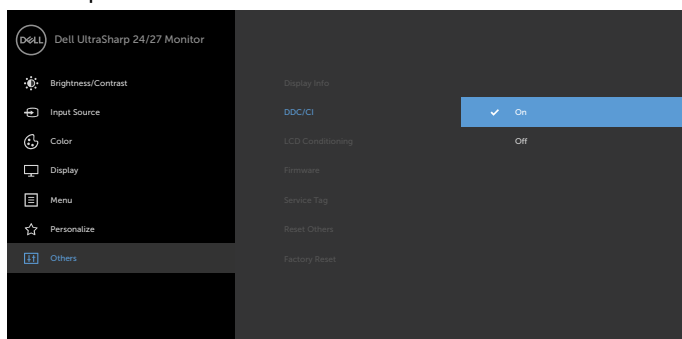 DELL Dell UltraSharp 24/27 Monitor
Brightness/Contrast
Display Info
Input Source
DDC/CI
On
Color
LCD Conditioning
Off
Display
Firmware
Menu
Service Tag
Personalize
Reset Others
Others
Factory Reset